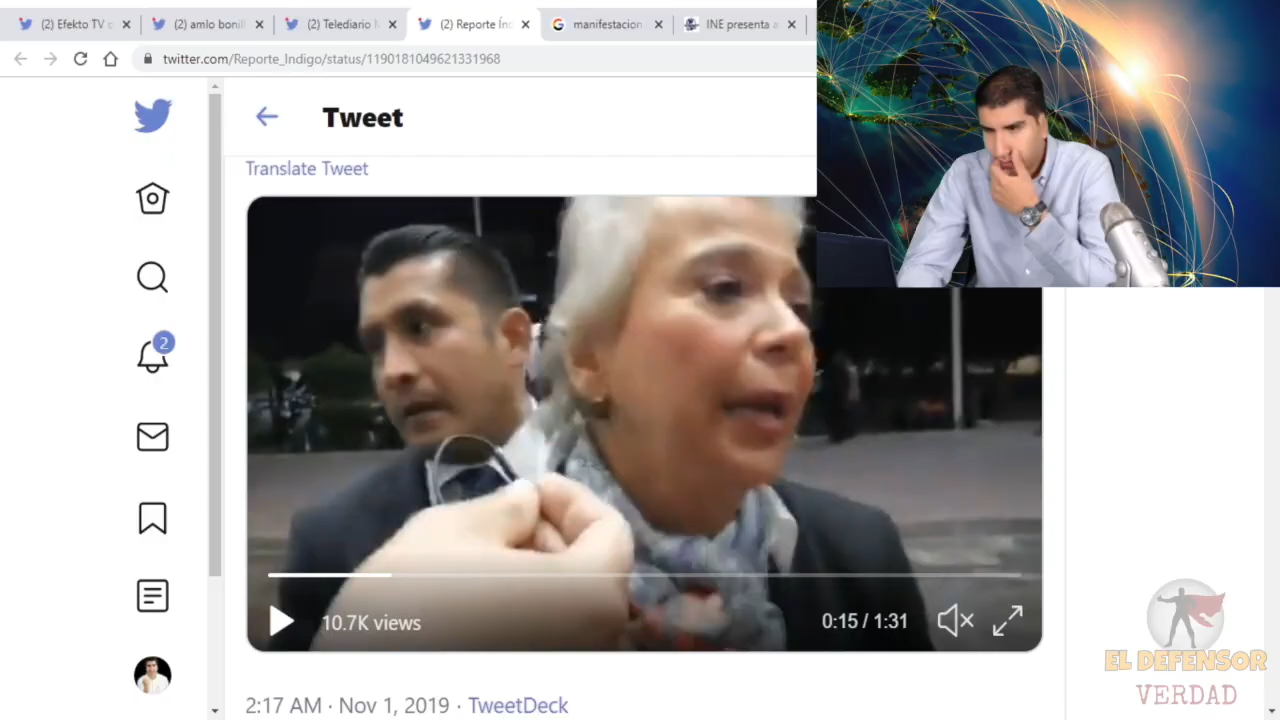 (2) Efekto TV c
(2) amlo bonil
(2) Telediario M
(2) Reporte Índ
manifestacion
INE presenta a
twitter.com/Reporte_Indigo/status/1190181049621331968
Tweet
Translate Tweet
2
10.7K views
0:15 / 1:31
2:17 AM · Nov 1, 2019 · TweetDeck
EL DEFENSOR
VERDAD